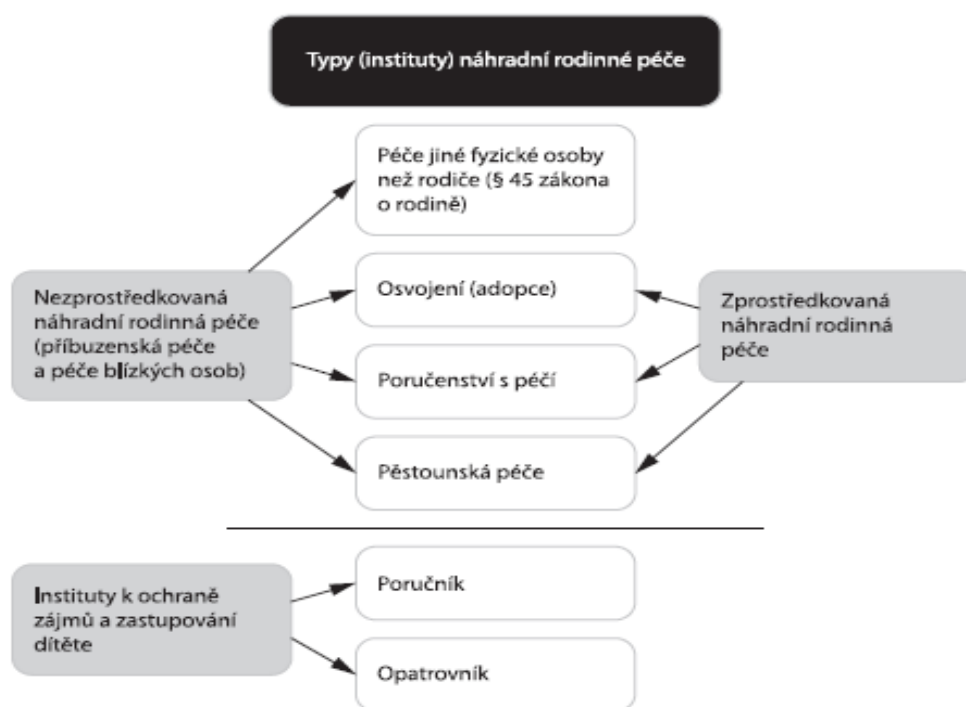 Typy (instituty) náhradní rodinné péče
Péče jiné fyzické osoby
než rodiče (§ 45 zákona
o rodině)
Nezprostředkovaná
náhradní rodinná péče
(příbuzenská péče
a péče blízkých osob)
Osvojení (adopce)
Zprostředkovaná
náhradní rodinná
péče
Poručenství s péčí
Pěstounská péče
Instituty k ochraně
zájmů a zastupování
dítěte
Poručník
Opatrovník